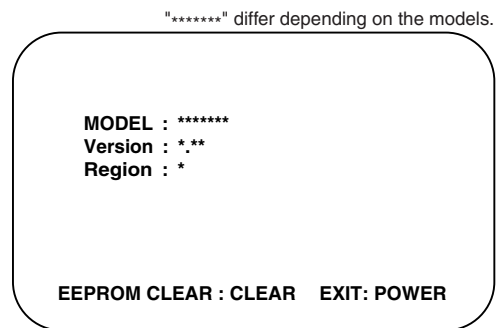 "*******" differ depending on the models.
MODEL : *******
Version : *.**
Region : *
EEPROM CLEAR : CLEAR EXIT: POWER